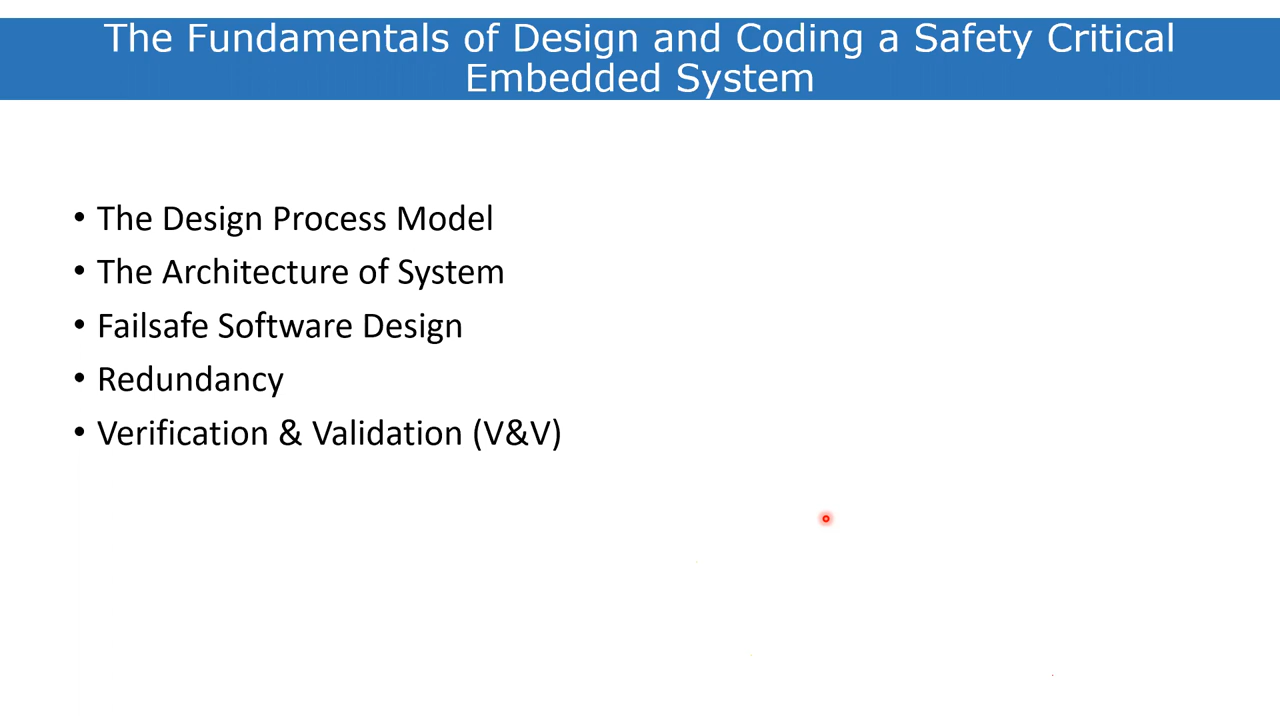 The Fundamentals of Design and Coding a Safety Critical
Embedded System
• The Design Process Model
• The Architecture of System
• Failsafe Software Design
• Redundancy
• Verification & Validation (V&V)